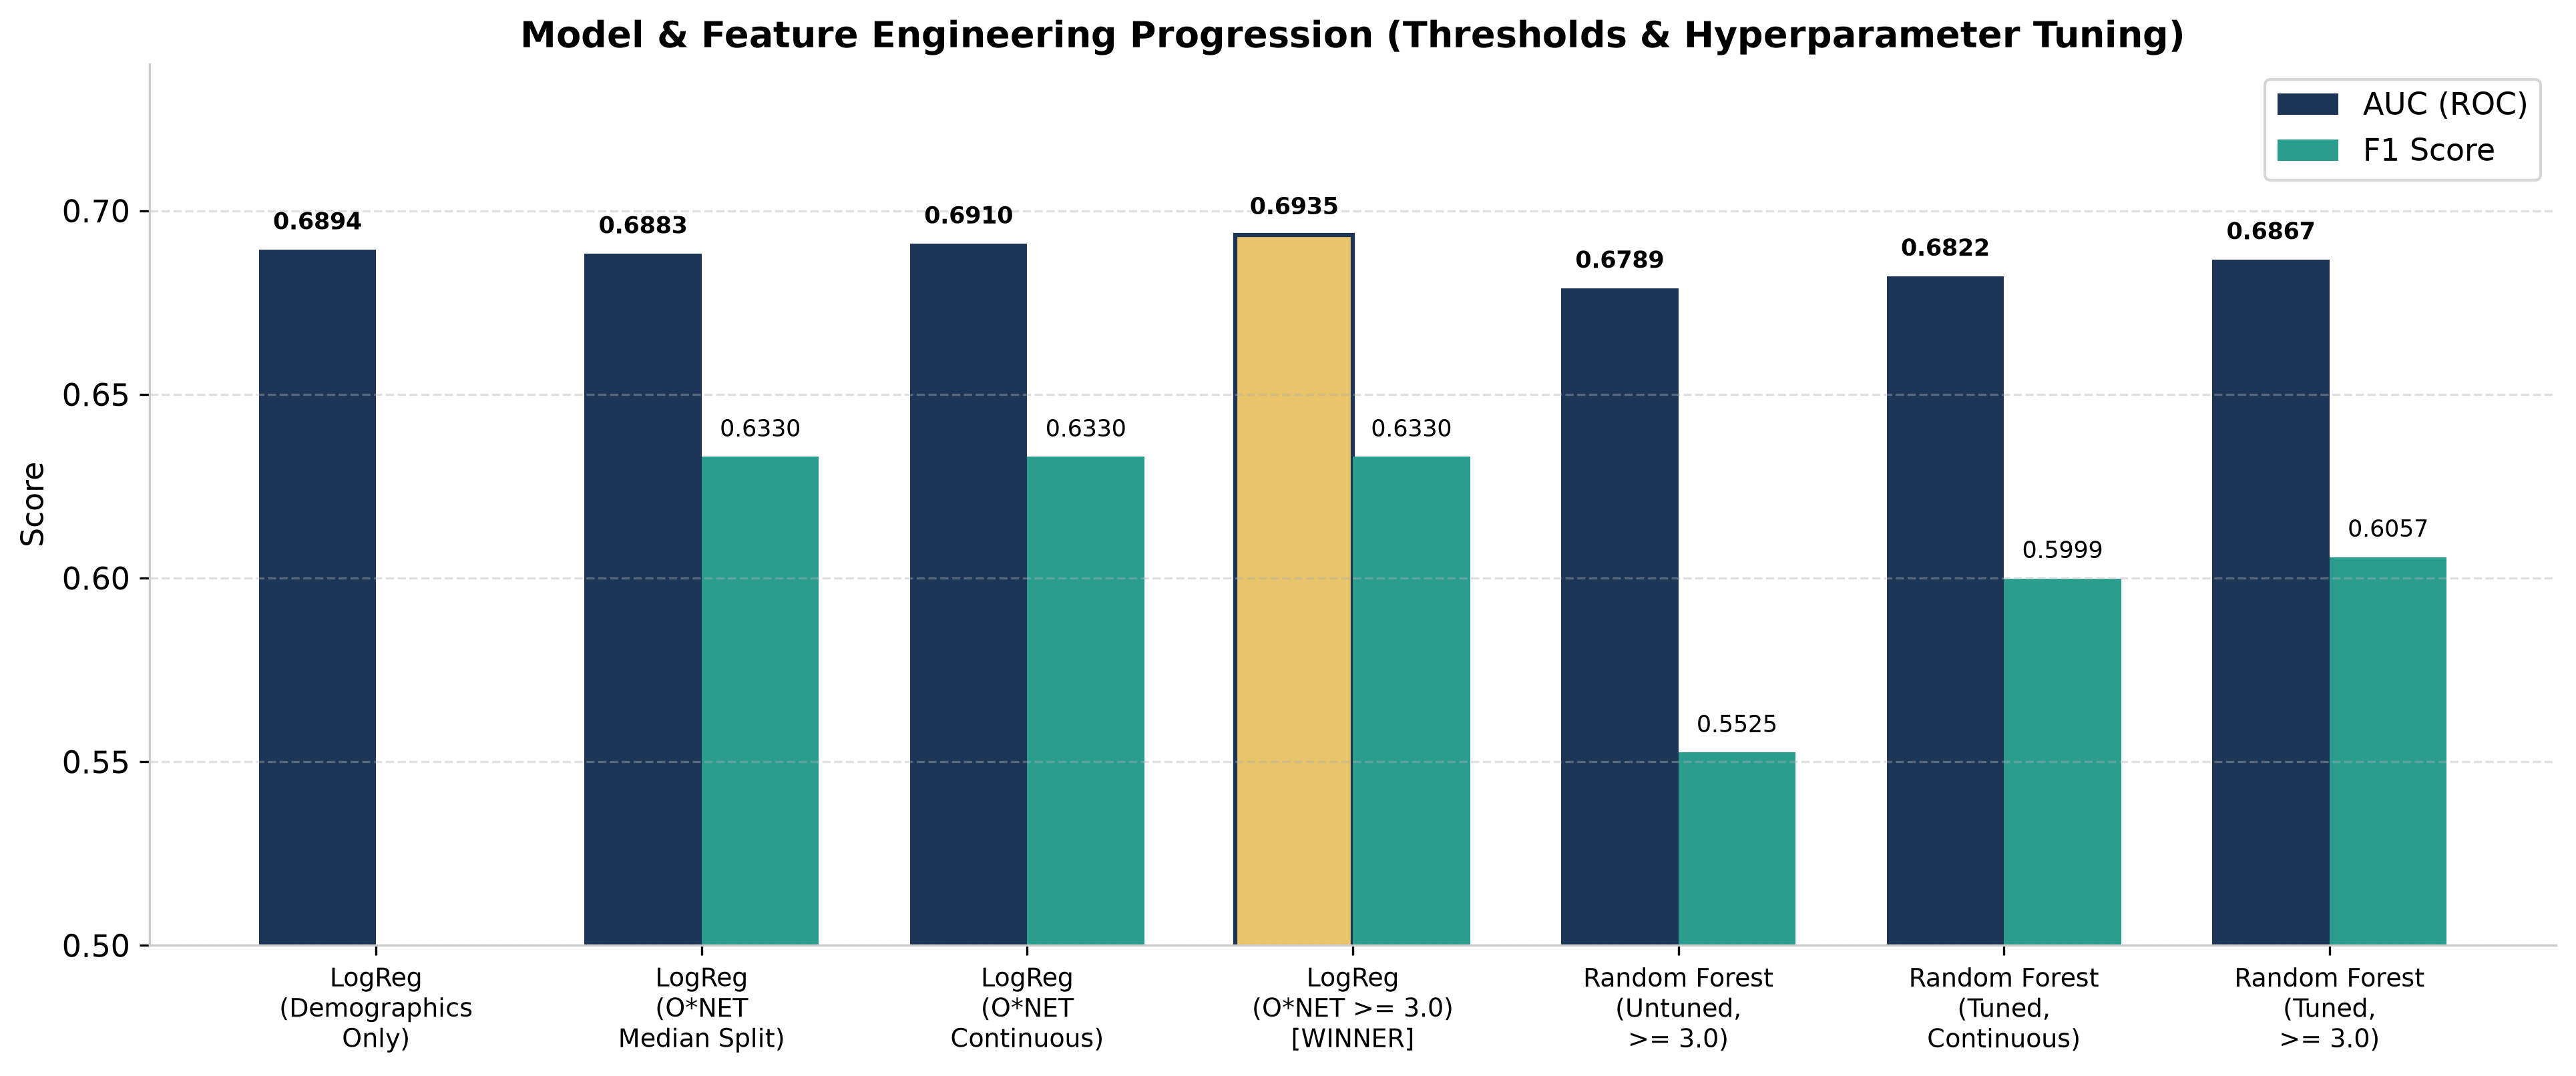 Model & Feature Engineering Progression (Thresholds & Hyperparameter Tuning)
AUC (ROC)
F1 Score
Score
0.70
0.65
0.60
0.55
0.50
0.6894
0.6883
0.6330
0.6910
0.6330
0.6935
0.6330
0.6789
0.5525
0.6822
0.5999
0.6867
0.6057
LogReg
(Demographics
Only)
LogReg
(O*NET
Median Split)
LogReg
(O*NET
Continuous)
LogReg
(O*NET >= 3.0)
[WINNER]
Random Forest
(Untuned,
>= 3.0)
Random Forest
(Tuned,
Continuous)
Random Forest
(Tuned,
>= 3.0)